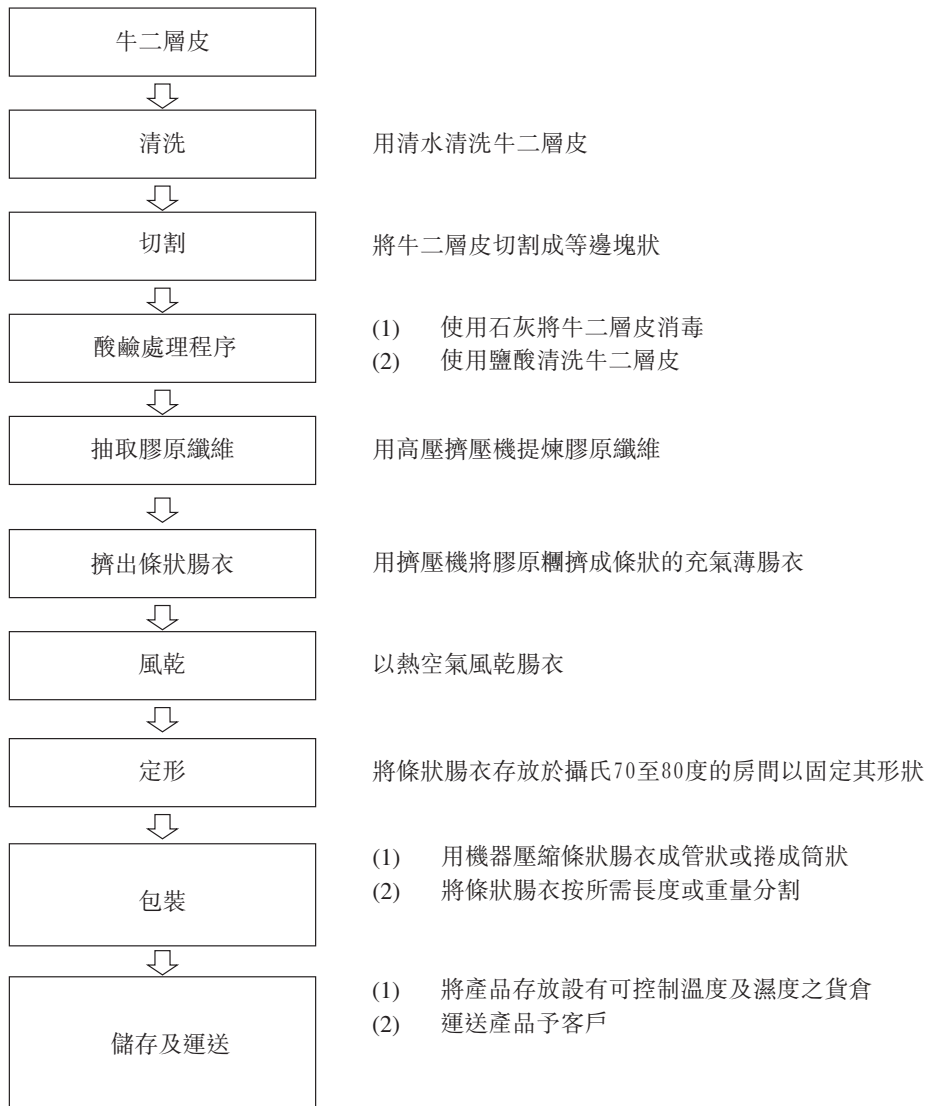 牛二層皮
清洗
用清水清洗牛二層皮
切割
將牛二層皮切割成等邊塊狀
酸鹼處理程序
(1) 使用石灰將牛二層皮消毒
(2) 使用鹽酸清洗牛二層皮
抽取膠原纖維
用高壓擠壓機提煉膠原纖維
擠出條狀腸衣
用擠壓機將膠原糰擠成條狀的充氣薄腸衣
風乾
以熱空氣風乾腸衣
定形
將條狀腸衣存放於攝氏70至80度的房間以固定其形狀
包裝
(1) 用機器壓縮條狀腸衣成管狀或捲成筒狀
(2) 將條狀腸衣按所需長度或重量分割
儲存及運送
(1) 將產品存放設有可控制溫度及濕度之貨倉
(2) 運送產品予客戶